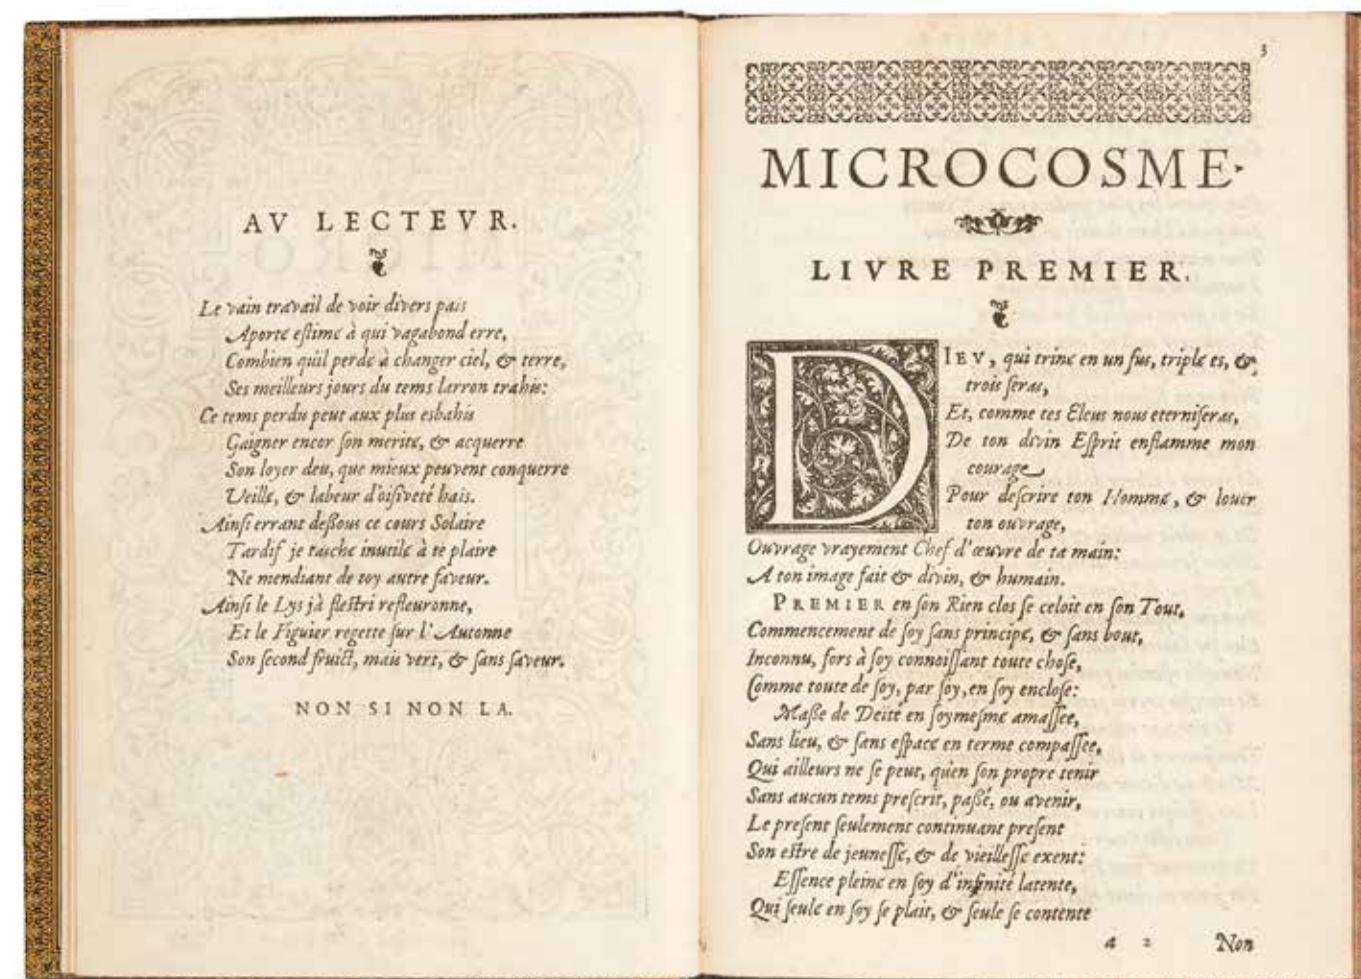 AV LECTEVR.
Le vain travail de voir divers païs
Aporte estime à qui vagabond erre,
Combien qu'il perde à changer ciel, & terre,
Ses meilleurs jours du tems larron trahis:
Ce tems perdu peut aux plus esbahis
Gaigner encor son merite, & acquerre
Son loyer deu, que mieux peuvent conquerre
Veille, & labeur d'oisiveté hais.
Ainsi errant dessous ce cours Solaire
Tardif je tasche inutile à te plaire
Ne mendiant de toy autre faveur.
Ainsi le Lys jà flestri refleuronne,
Et le Figuier regette sur l'Autonne
Son second fruict, mais vert, & sans saveur.
NON SI NON LA.
3
MICROCOSME.
LIVRE PREMIER.
DIEV, qui trine en un fus, triple es, &
trois seras,
Et, comme tes Eleus nous eterniseras,
De ton divin Esprit enflamme mon
courage
Pour descrire ton Homme, & louer
ton ouvrage,
Ouvrage vrayement Chef d'œuvre de ta main:
A ton image fait & divin, & humain.
PREMIER en son Rien clos se celoit en son Tout,
Commencement de soy sans principe, & sans bout,
Inconnu, fors à soy connoissant toute chose,
Comme toute de soy, par soy, en soy enclose:
Masse de Deïté en soymesme amassee,
Sans lieu, & sans espace en terme compassee,
Qui ailleurs ne se peut, qu'en son propre tenir
Sans aucun tems prescrit, passé, ou avenir,
Le present seulement continuant present
Son estre de jeunesse, & de vieillesse exent:
Essence pleine en soy d'infinité latente,
Qui seule en soy se plait, & seule se contente
a 2 Non